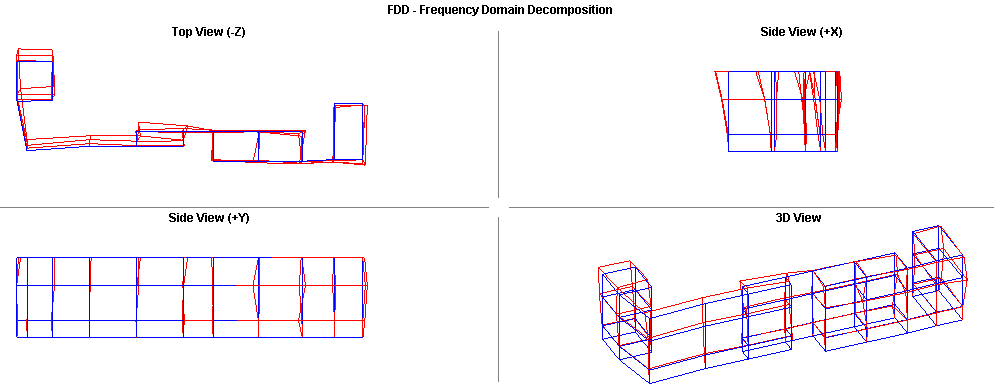 FDD - Frequency Domain Decomposition
Top View (-Z)
Side View (+X)
Side View (+Y)
3D View